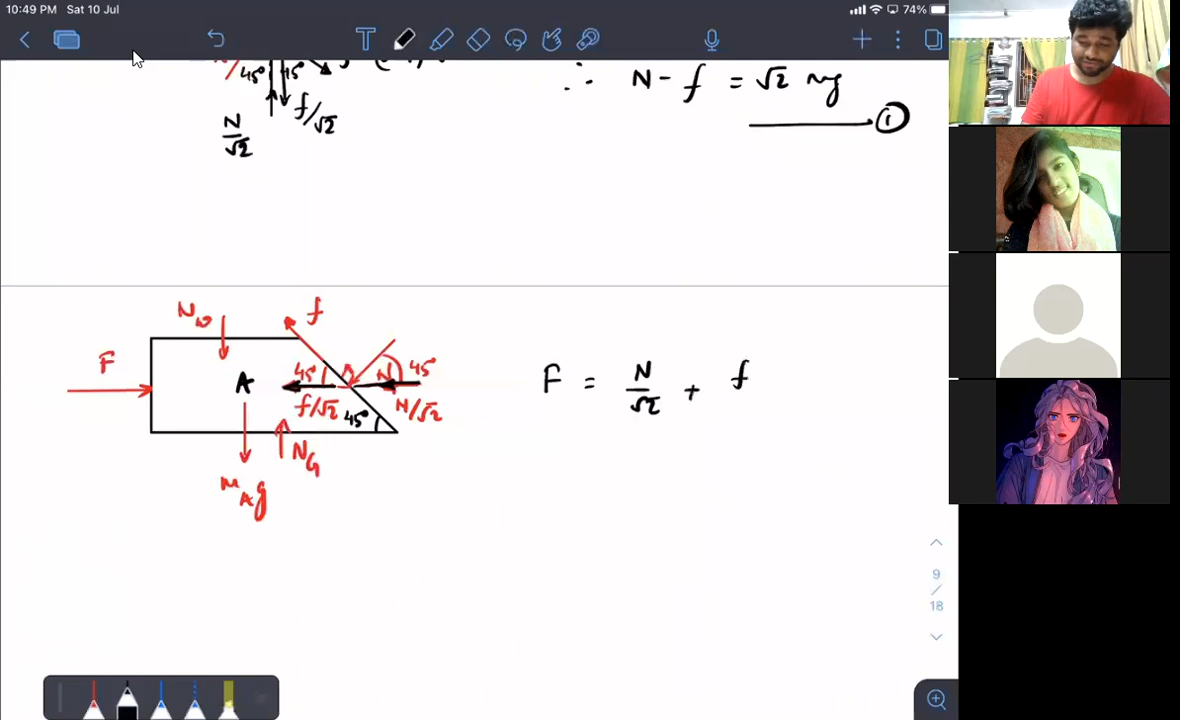 10:49 PM Sat 10 Jul
74%
T
45° 45°
f/√2
N/√2
∴ N - f = √2 mg
①
N_w
f
F
A
45°
N
45°
f/√2
N/√2
45°
N_G
M_A g
F = N/√2 + f
9
/
18